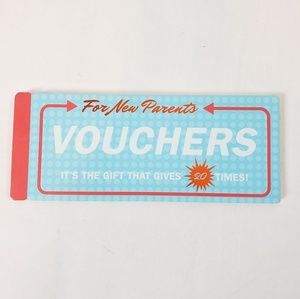 For New Parents
VOUCHERS
IT'S THE GIFT THAT GIVES 20 TIMES!